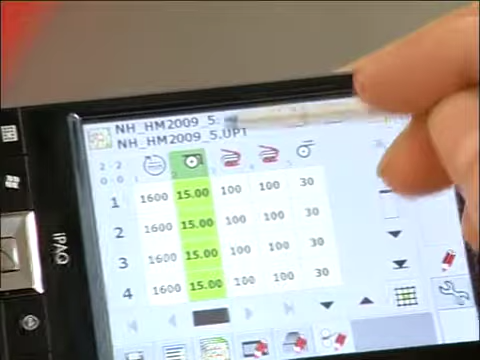 NH_HM2009_5.
NH_HM2009_5.UPT
2 - 2
0 - 0 1 2 3 4 5
1 1600 15.00 100 100 30
2 1600 15.00 100 100 30
3 1600 15.00 100 100 30
4 1600 15.00 100 100 30
iPAQ